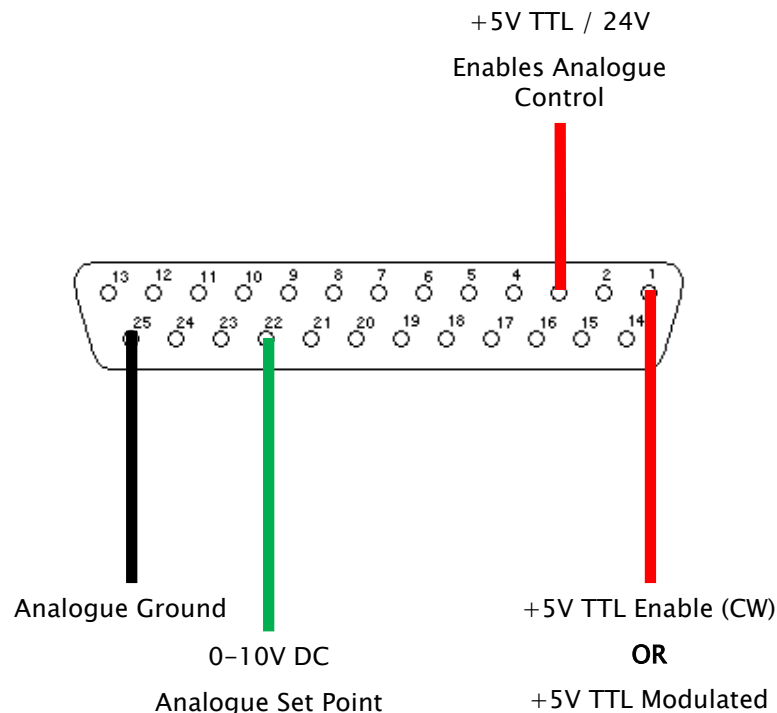 +5V TTL / 24V
Enables Analogue
Control
13 12 11 10 9 8 7 6 5 4 2 1
25 24 23 22 21 20 19 18 17 16 15 14
Analogue Ground
+5V TTL Enable (CW)
0-10V DC
OR
Analogue Set Point
+5V TTL Modulated